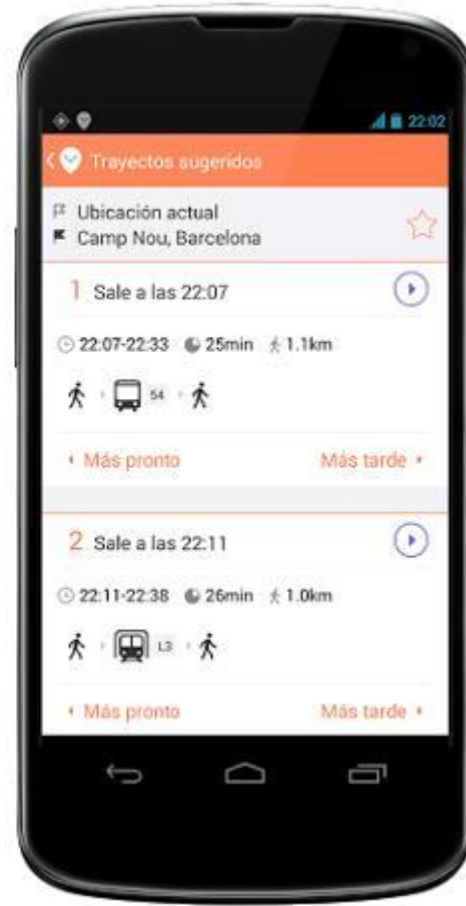 22:02
Trayectos sugeridos
Ubicación actual
Camp Nou, Barcelona
1 Sale a las 22:07
22:07-22:33 25min 1.1km
54
Más pronto Más tarde
2 Sale a las 22:11
22:11-22:38 26min 1.0km
L3
Más pronto Más tarde